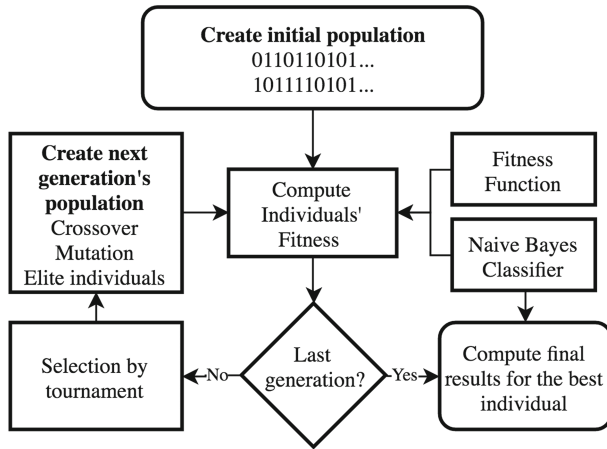 Create initial population
0110110101...
1011110101...
Create next
generation's
population
Crossover
Mutation
Elite individuals
Compute
Individuals'
Fitness
Fitness
Function
Naive Bayes
Classifier
Selection by
tournament
No
Last
generation?
Yes
Compute final
results for the best
individual